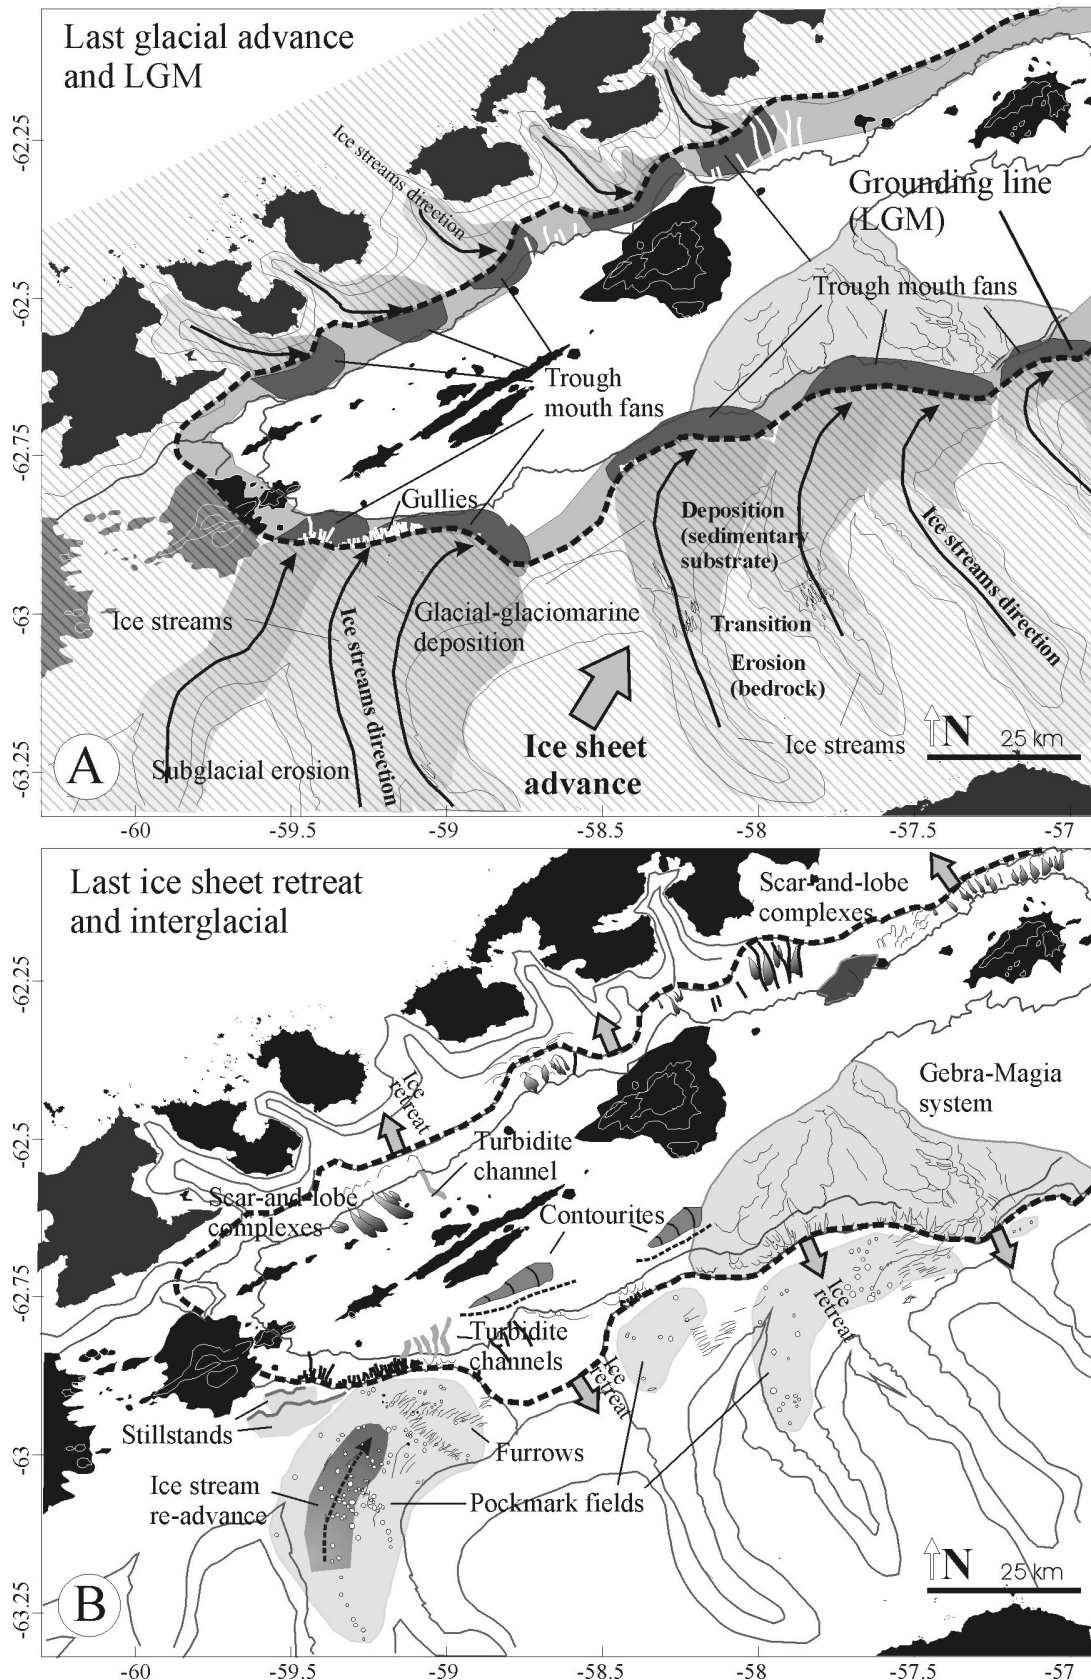 Last glacial advance
and LGM
Ice streams direction
Grounding line
(LGM)
Trough mouth fans
Trough
mouth fans
Gullies
Deposition
(sedimentary
substrate)
Ice streams
Glacial-glaciomarine
deposition
Transition
Erosion
(bedrock)
Ice streams direction
Ice streams direction
Ice streams
Subglacial erosion
Ice sheet
advance
N
25 km
A
-62.25
-62.5
-62.75
-63
-63.25
-60
-59.5
-59
-58.5
-58
-57.5
-57
Last ice sheet retreat
and interglacial
Scar-and-lobe
complexes
Gebra-Magia
system
Ice
retreat
Turbidite
channel
Scar-and-lobe
complexes
Contourites
Turbidite
channels
Ice
retreat
Ice
retreat
Stillstands
Furrows
Ice stream
re-advance
Pockmark fields
N
25 km
B
-62.25
-62.5
-62.75
-63
-63.25
-60
-59.5
-59
-58.5
-58
-57.5
-57